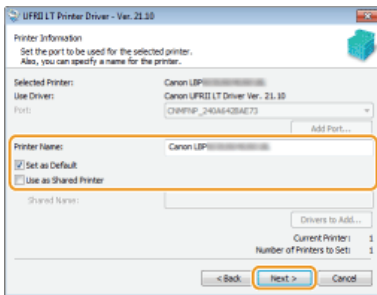 UFRII LT Printer Driver - Ver. 21.10
Printer Information
Set the port to be used for the selected printer.
Also, you can specify a name for the printer.
Selected Printer: Canon LBP
Use Driver: Canon UFRII LT Driver Ver. 21.10
Port: CNMFNP_240A642BAE73
Add Port...
Printer Name: Canon LBP
Set as Default
Use as Shared Printer
Shared Name:
Drivers to Add...
Current Printer: 1
Number of Printers to Set: 1
< Back Next > Cancel